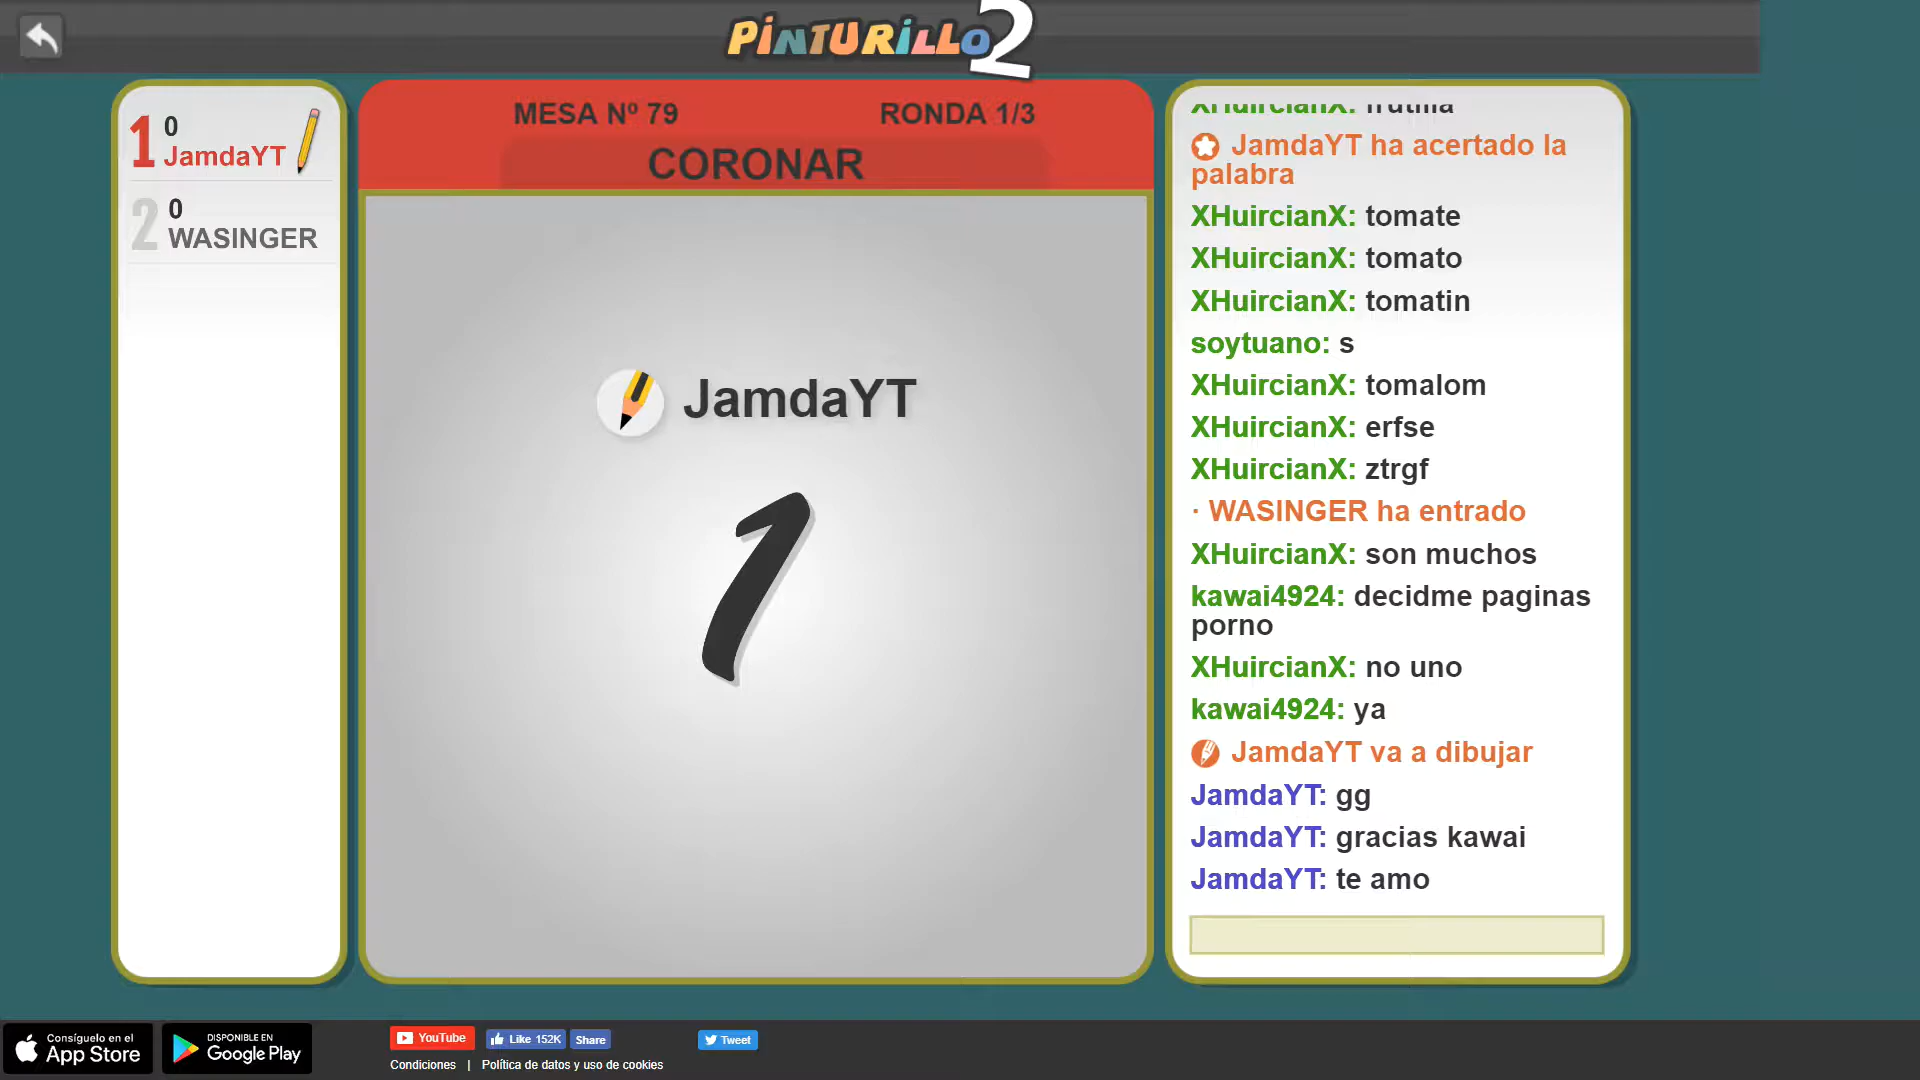 PINTURILLO 2
1 0
JamdaYT
2 0
WASINGER
MESA Nº 79 RONDA 1/3
CORONAR
JamdaYT
1
XHuircianX: frutilla
JamdaYT ha acertado la
palabra
XHuircianX: tomate
XHuircianX: tomato
XHuircianX: tomatin
soytuano: s
XHuircianX: tomalom
XHuircianX: erfse
XHuircianX: ztrgf
· WASINGER ha entrado
XHuircianX: son muchos
kawai4924: decidme paginas
porno
XHuircianX: no uno
kawai4924: ya
JamdaYT va a dibujar
JamdaYT: gg
JamdaYT: gracias kawai
JamdaYT: te amo
Consíguelo en el
App Store
DISPONIBLE EN
Google Play
YouTube
Like 152K
Share
Tweet
Condiciones | Política de datos y uso de cookies